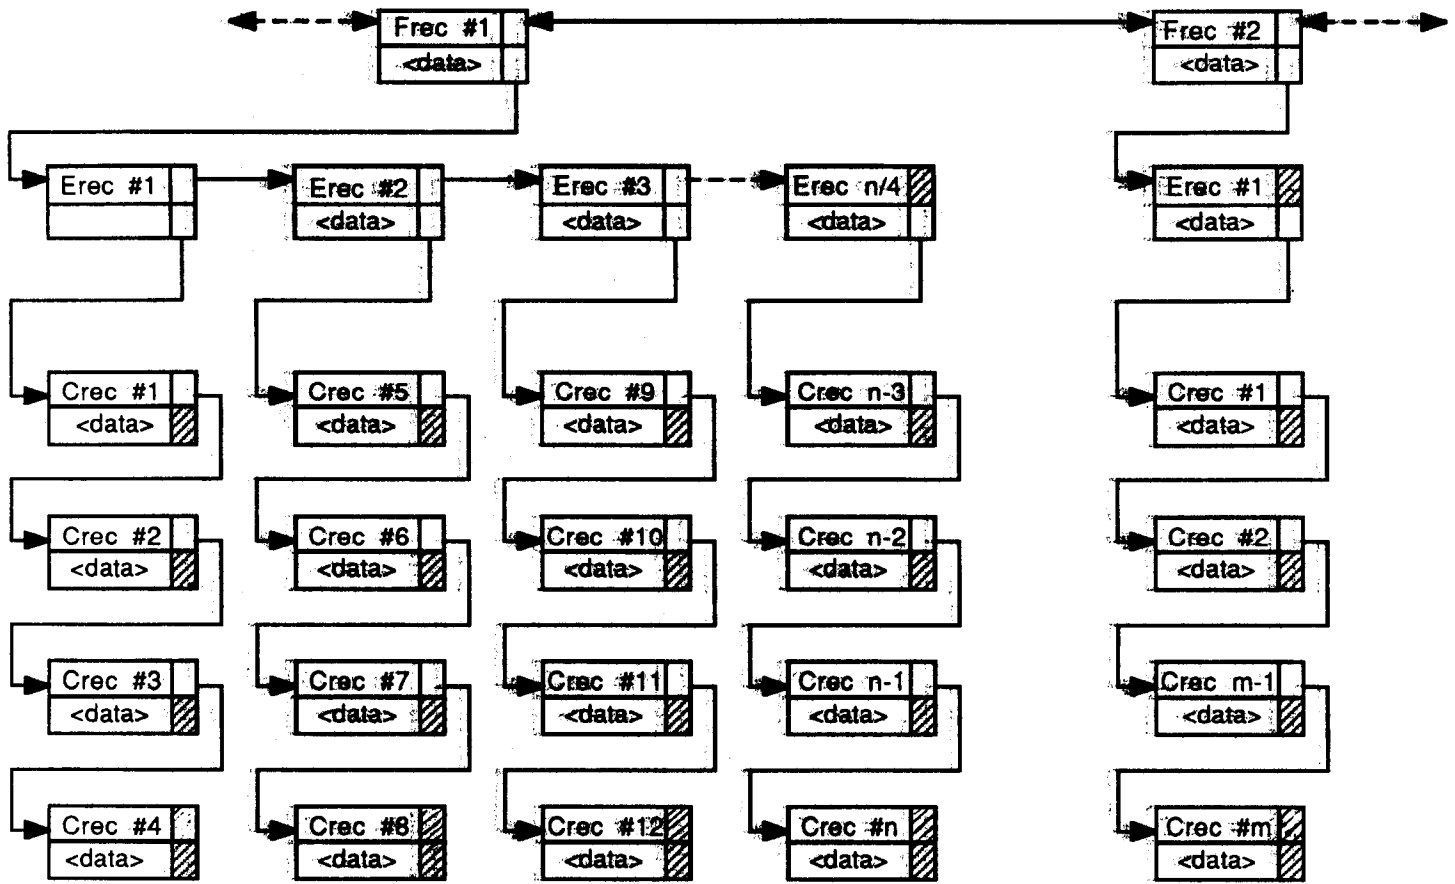 Frec #1 Frec #2
<data> <data>
Erec #1 Erec #2 Erec #3 Erec n/4 Erec #1
<data> <data> <data> <data>
Crec #1 Crec #5 Crec #9 Crec n-3 Crec #1
<data> <data> <data> <data> <data>
Crec #2 Crec #6 Crec #10 Crec n-2 Crec #2
<data> <data> <data> <data> <data>
Crec #3 Crec #7 Crec #11 Crec n-1 Crec m-1
<data> <data> <data> <data> <data>
Crec #4 Crec #8 Crec #12 Crec #n Crec #m
<data> <data> <data> <data> <data>